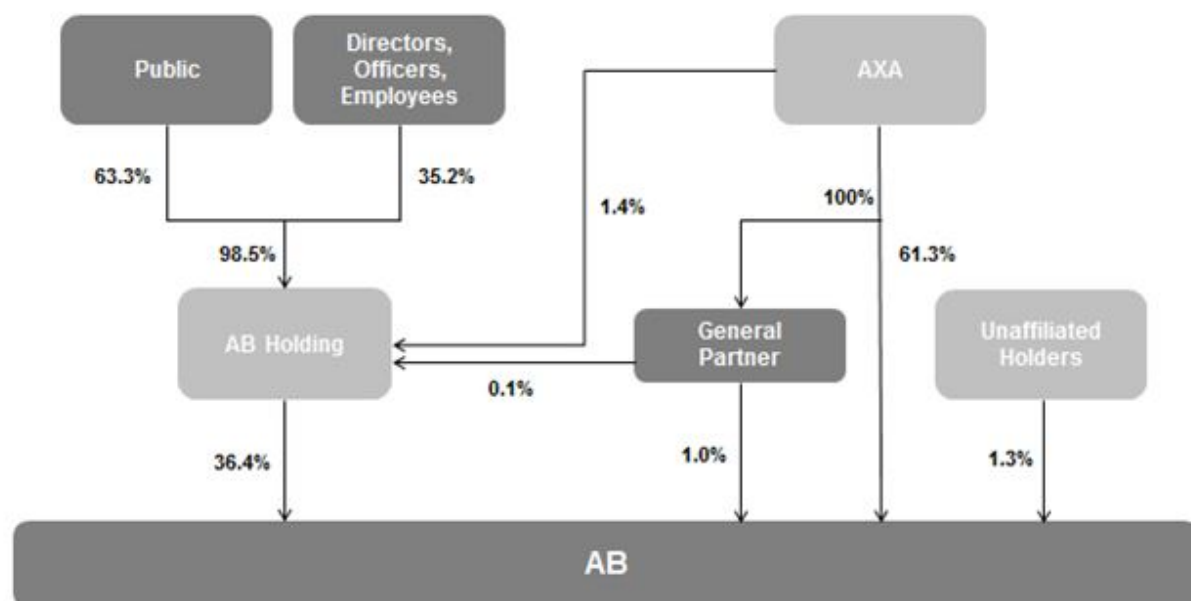 Public
Directors,
Officers,
Employees
AXA
63.3%
35.2%
1.4%
100%
98.5%
61.3%
AB Holding
General
Partner
Unaffiliated
Holders
0.1%
36.4%
1.0%
1.3%
AB